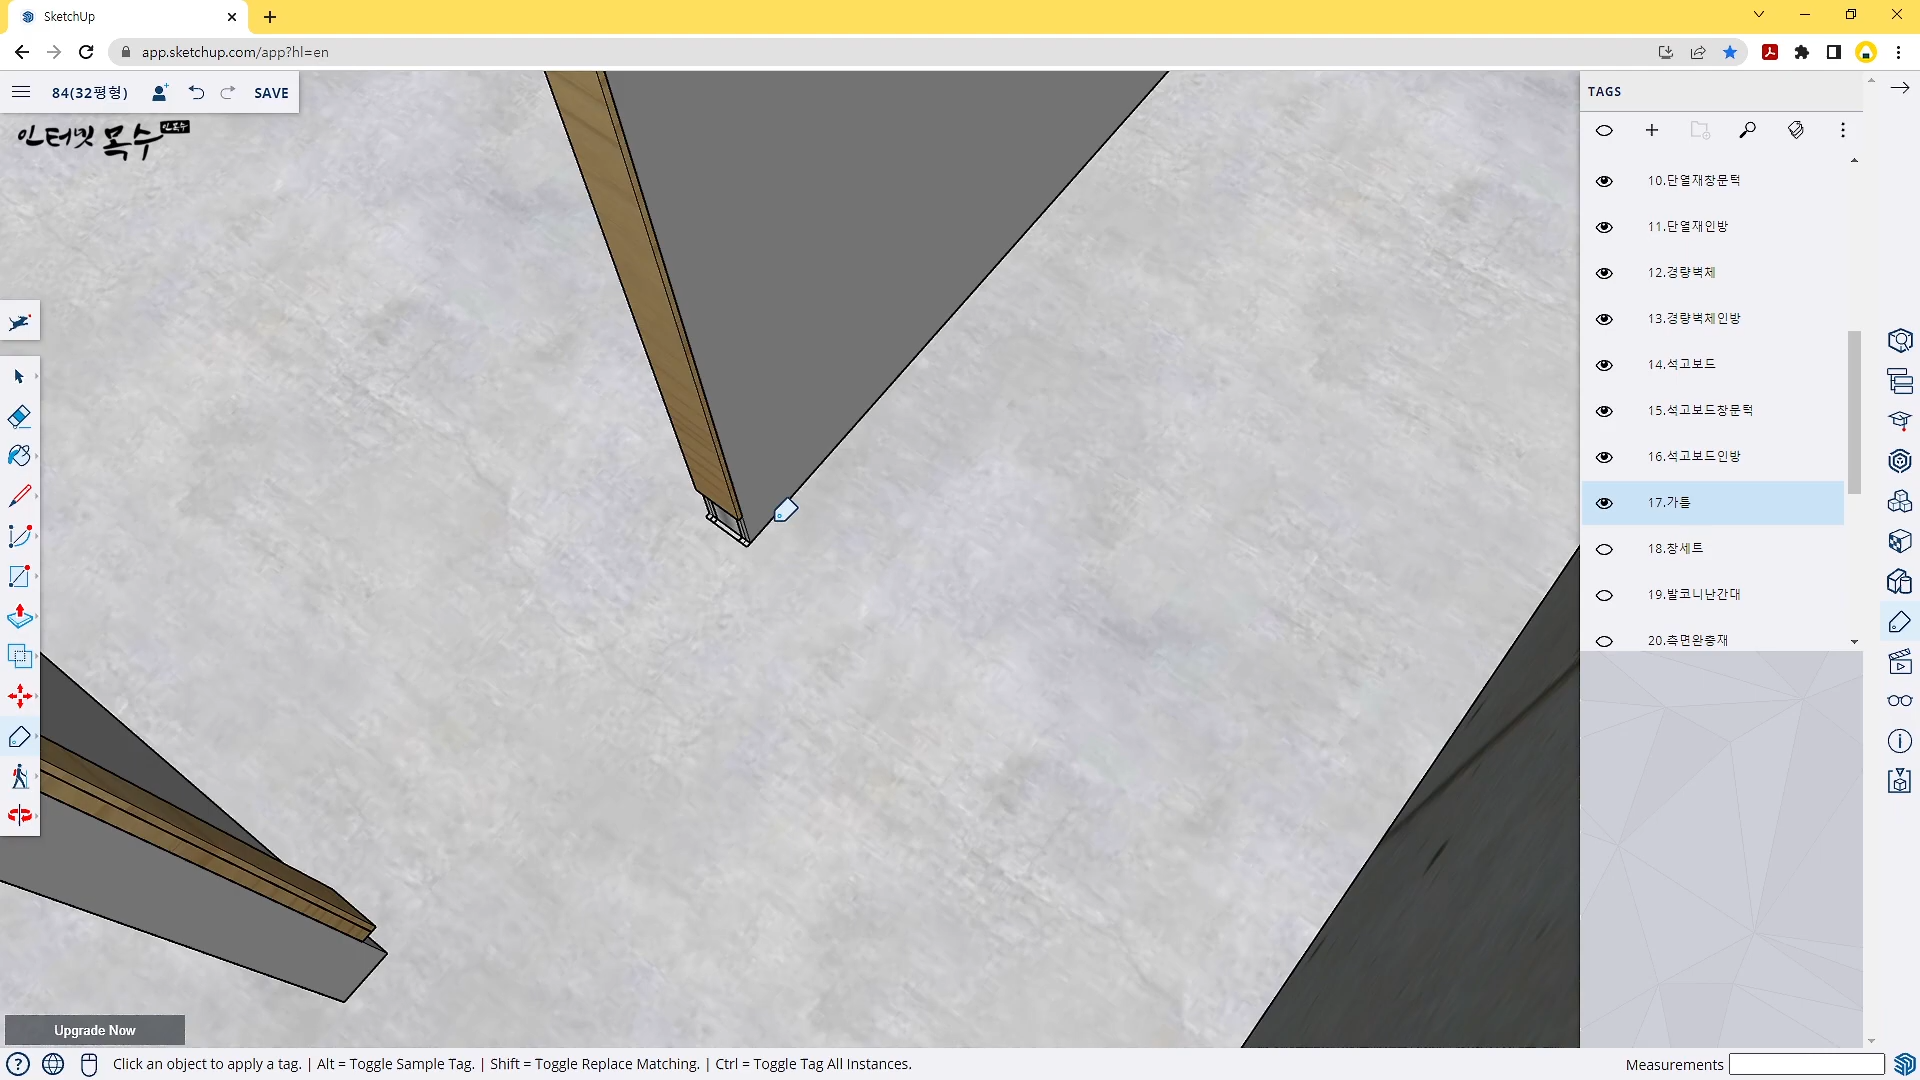 SketchUp
app.sketchup.com/app?hl=en
84(32평형)
SAVE
인터넷 목수
TAGS
10.단열재창문턱
11.단열재인방
12.경량벽체
13.경량벽체인방
14.석고보드
15.석고보드창문턱
16.석고보드인방
17.가틀
18.창세트
19.발코니난간대
20.측면완충재
Upgrade Now
Click an object to apply a tag. | Alt = Toggle Sample Tag. | Shift = Toggle Replace Matching. | Ctrl = Toggle Tag All Instances.
Measurements